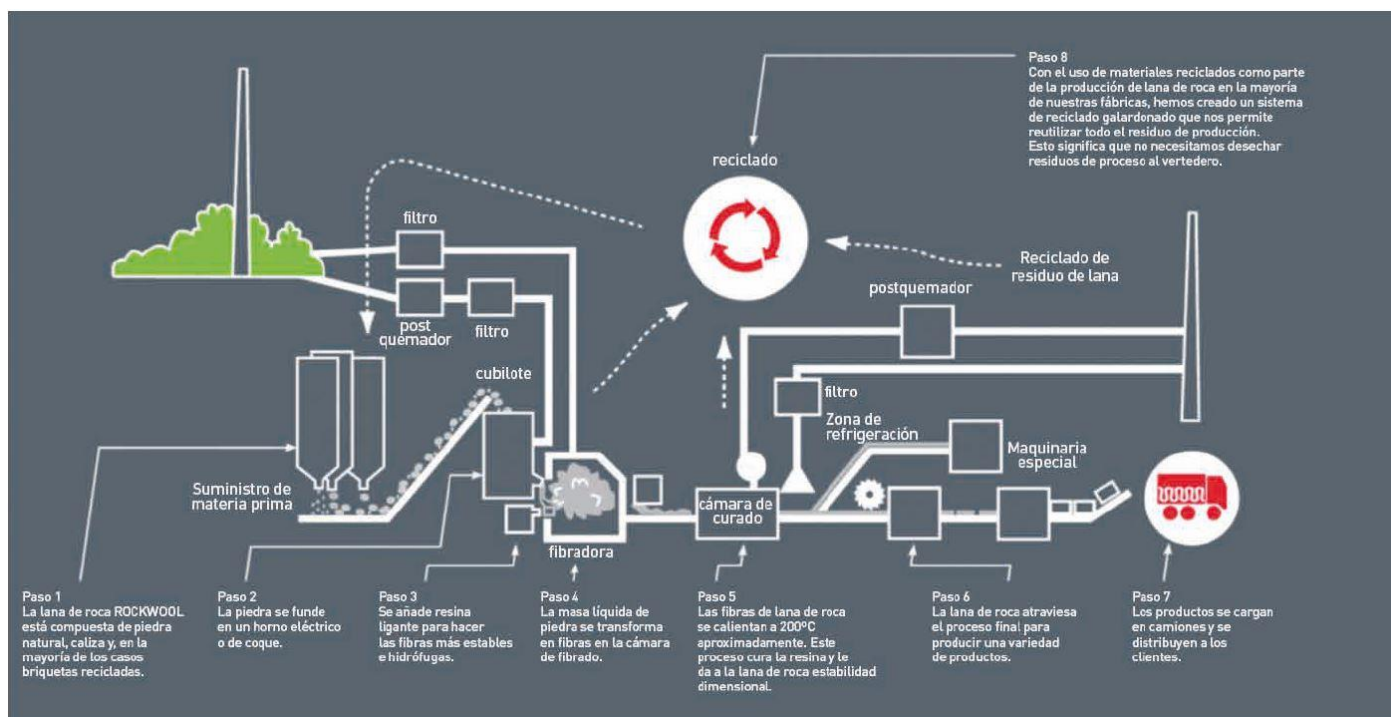 Paso 8
Con el uso de materiales reciclados como parte
de la producción de lana de roca en la mayoría
de nuestras fábricas, hemos creado un sistema
de reciclado galardonado que nos permite
reutilizar todo el residuo de producción.
Esto significa que no necesitamos desechar
residuos de proceso al vertedero.
reciclado
filtro
Reciclado de
residuo de lana
postquemador
post
quemador
filtro
cubilote
filtro
Zona de
refrigeración
Maquinaria
especial
Suministro de
materia prima
cámara de
curado
fibradora
Paso 1
La lana de roca ROCKWOOL
está compuesta de piedra
natural, caliza y, en la
mayoría de los casos
briquetas recicladas.
Paso 2
La piedra se funde
en un horno eléctrico
o de coque.
Paso 3
Se añade resina
ligante para hacer
las fibras más estables
e hidrófugas.
Paso 4
La masa líquida de
piedra se transforma
en fibras en la cámara
de fibrado.
Paso 5
Las fibras de lana de roca
se calientan a 200ºC
aproximadamente. Este
proceso cura la resina y le
da a la lana de roca estabilidad
dimensional.
Paso 6
La lana de roca atraviesa
el proceso final para
producir una variedad
de productos.
Paso 7
Los productos se cargan
en camiones y se
distribuyen a los
clientes.